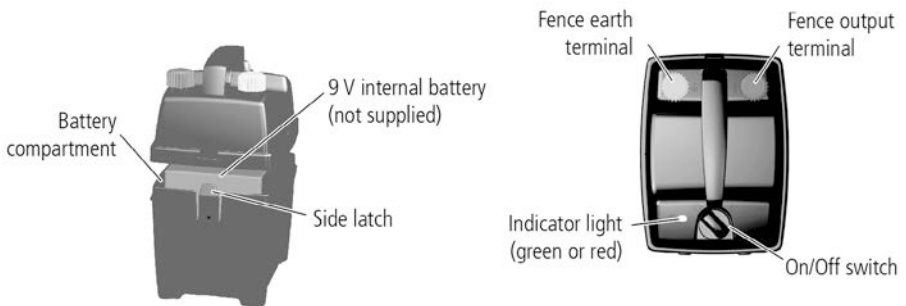 9 V internal battery
(not supplied)
Battery
compartment
Side latch
Fence earth
terminal
Fence output
terminal
Indicator light
(green or red)
On/Off switch